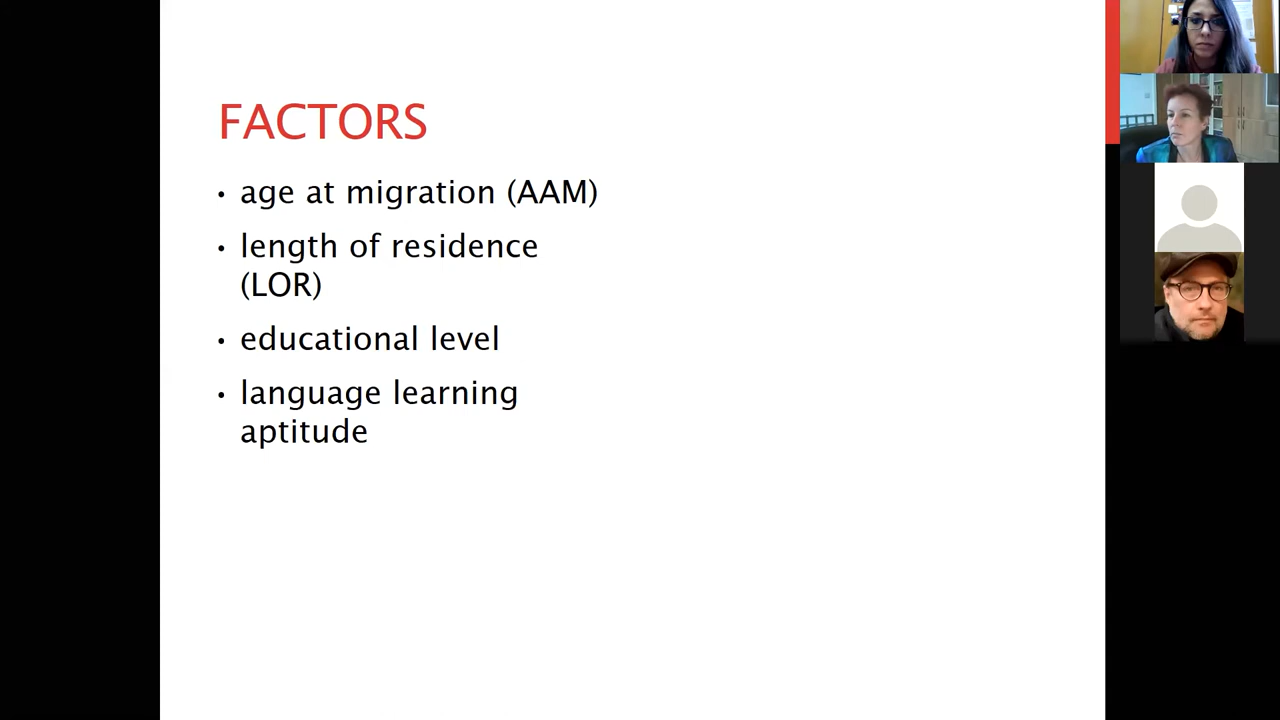 FACTORS
• age at migration (AAM)
• length of residence
(LOR)
• educational level
• language learning
aptitude